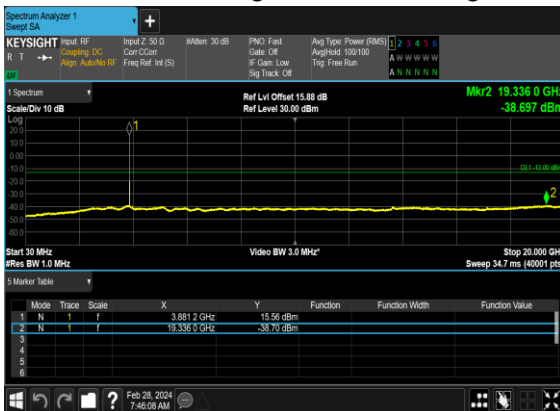 Spectrum Analyzer 1
Swept SA
+
KEYSIGHT Input: RF Input Z: 50 Ω #Atten: 30 dB PNO: Fast Avg Type: Power (RMS) 1 2 3 4 5 6
R T Coupling: DC Corr CCorr Gate: Off Avg|Hold: 100/100 A W W W W W
Align: Auto/No RF Freq Ref: Int (S) IF Gain: Low Trig: Free Run
Sig Track: Off A N N N N N
1 Spectrum Ref Lvl Offset 15.88 dB Mkr2 19.336 0 GHz
Scale/Div 10 dB Ref Level 30.00 dBm -38.697 dBm
Log
20.0 1
10.0
0.00
-10.0 DL1 -13.00 dBm
-20.0
-30.0 2
-40.0
-50.0
-60.0
Start 30 MHz Video BW 3.0 MHz* Stop 20.000 GHz
#Res BW 1.0 MHz Sweep 34.7 ms (40001 pts)
5 Marker Table
Mode Trace Scale X Y Function Function Width Function Value
1 N 1 f 3.881 2 GHz 15.56 dBm
2 N 1 f 19.336 0 GHz -38.70 dBm
3
4
5
6
? Feb 28, 2024
7:46:08 AM